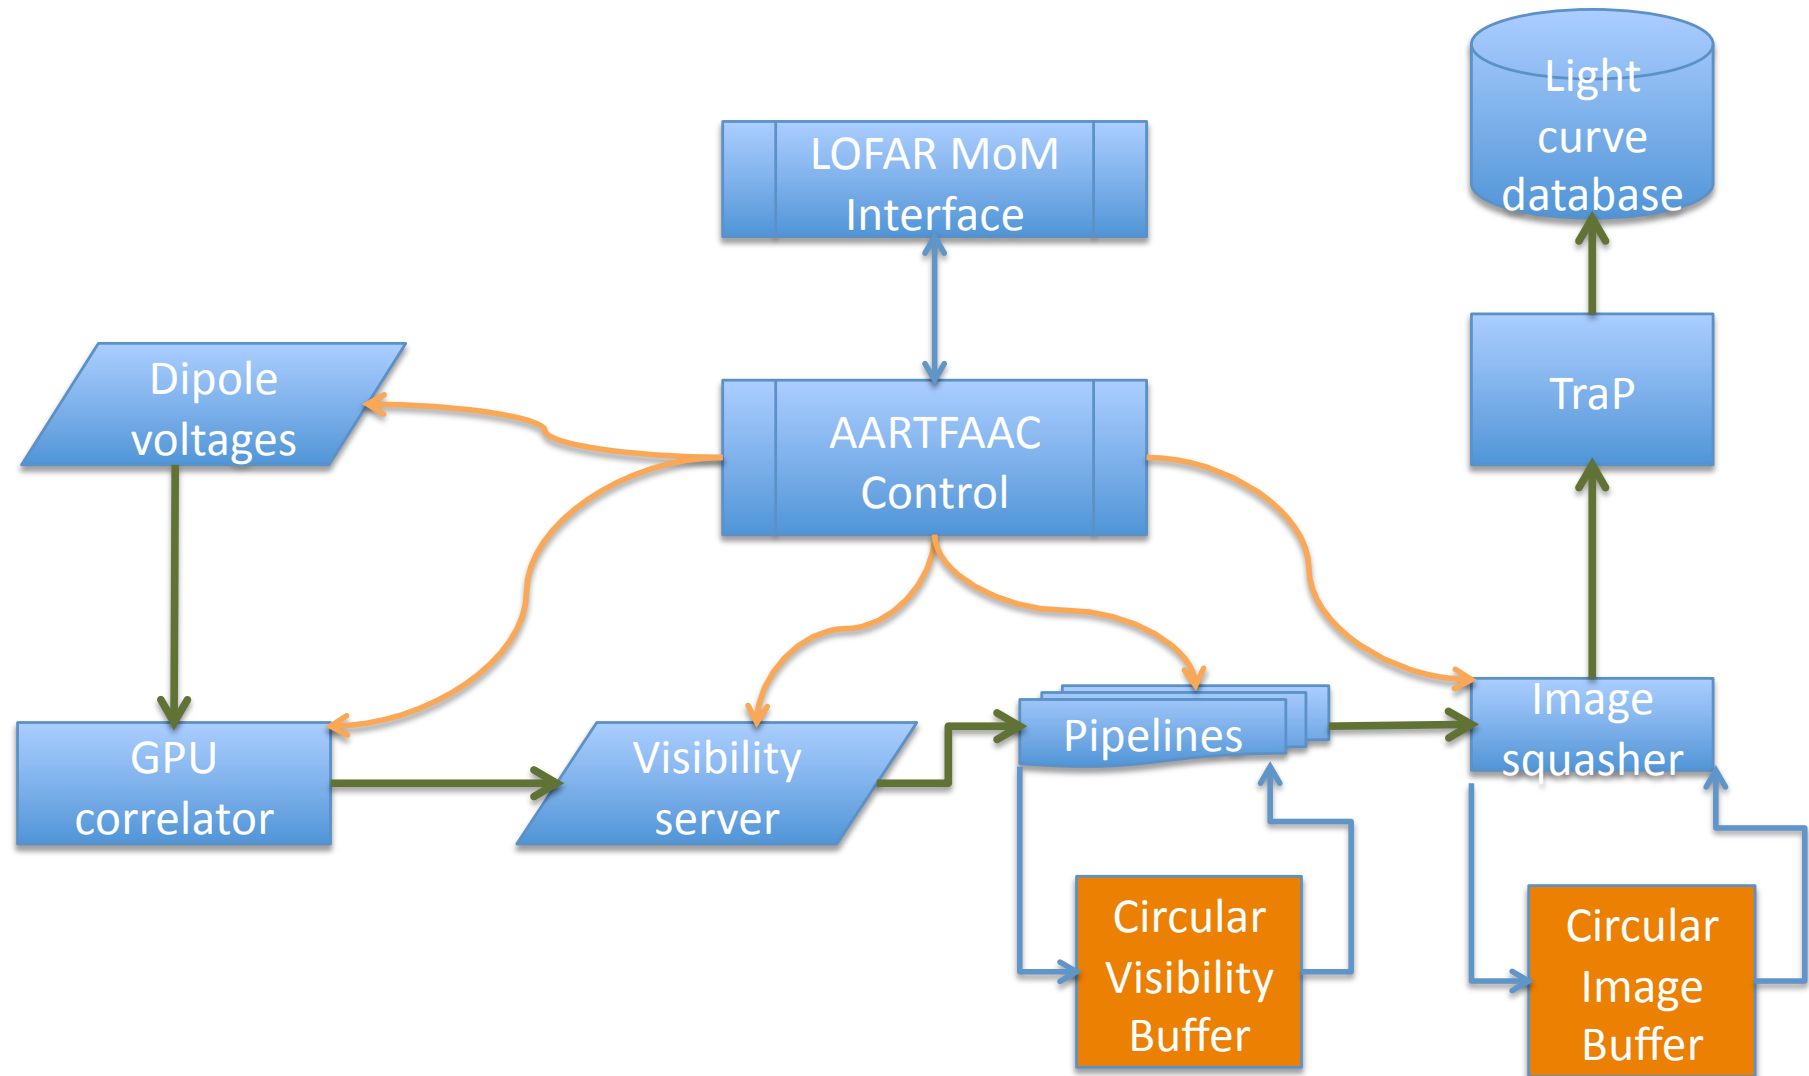 Light
curve
database
LOFAR MoM
Interface
Dipole
voltages
AARTFAAC
Control
TraP
GPU
correlator
Visibility
server
Pipelines
Image
squasher
Circular
Visibility
Buffer
Circular
Image
Buffer